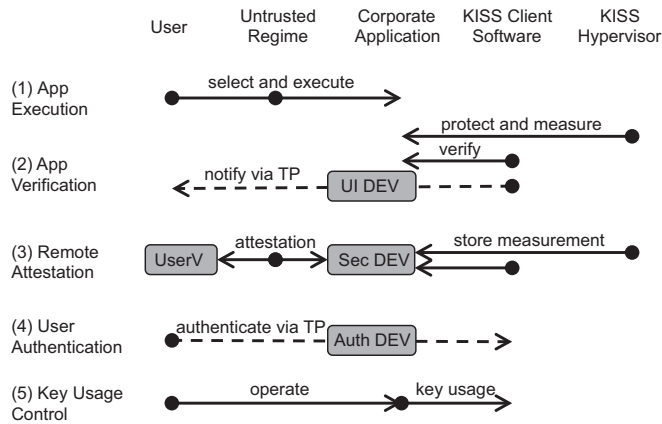 User
Untrusted
Regime
Corporate
Application
KISS Client
Software
KISS
Hypervisor
(1) App
Execution
select and execute
protect and measure
(2) App
Verification
verify
notify via TP
UI DEV
(3) Remote
Attestation
UserV
attestation
Sec DEV
store measurement
(4) User
Authentication
authenticate via TP
Auth DEV
(5) Key Usage
Control
operate
key usage